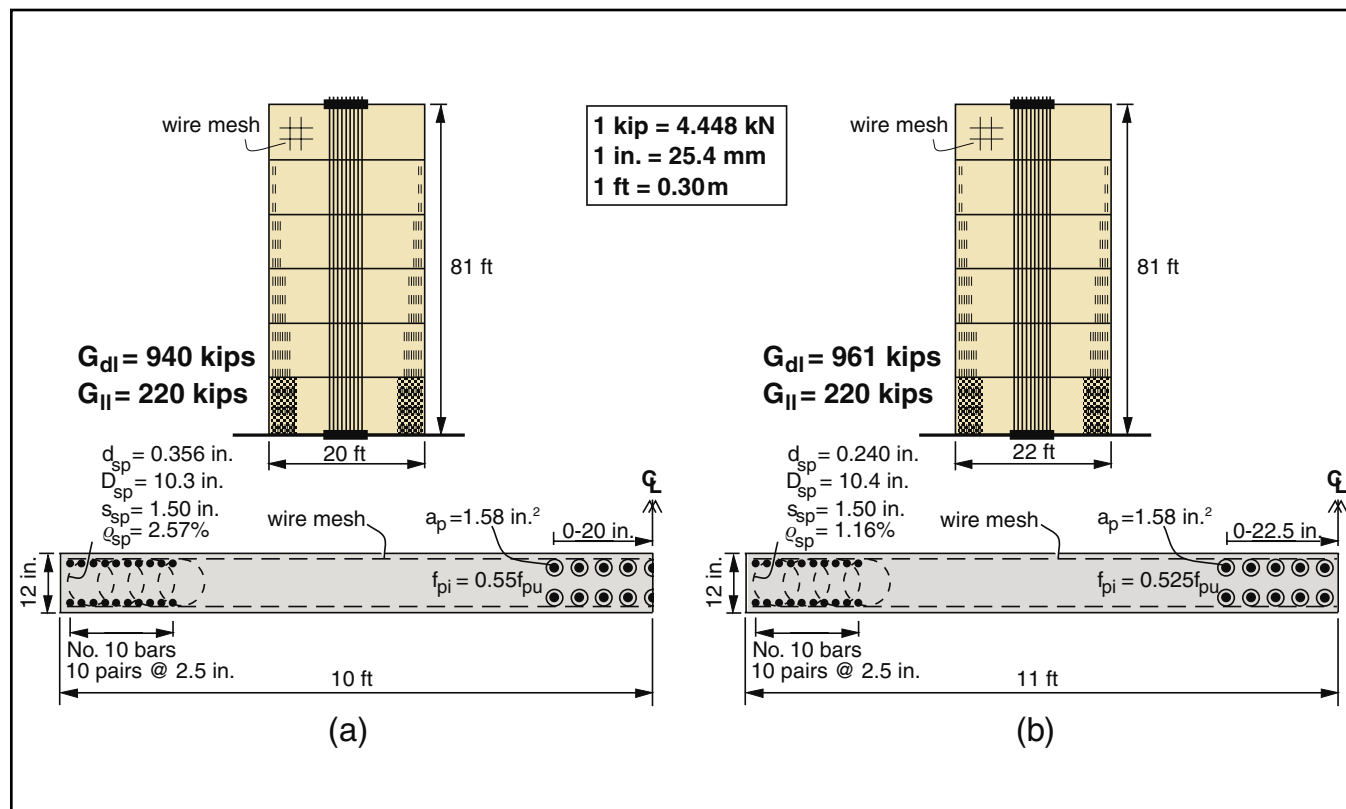 wire mesh
81 ft
G_dl = 940 kips
G_ll = 220 kips
20 ft
1 kip = 4.448 kN
1 in. = 25.4 mm
1 ft = 0.30 m
wire mesh
81 ft
G_dl = 961 kips
G_ll = 220 kips
22 ft
d_sp = 0.356 in.
D_sp = 10.3 in.
s_sp = 1.50 in.
ϱ_sp = 2.57%
wire mesh
a_p = 1.58 in.²
0-20 in.
℄
12 in.
f_pi = 0.55f_pu
No. 10 bars
10 pairs @ 2.5 in.
10 ft
(a)
d_sp = 0.240 in.
D_sp = 10.4 in.
s_sp = 1.50 in.
ϱ_sp = 1.16%
wire mesh
a_p = 1.58 in.²
0-22.5 in.
℄
12 in.
f_pi = 0.525f_pu
No. 10 bars
10 pairs @ 2.5 in.
11 ft
(b)